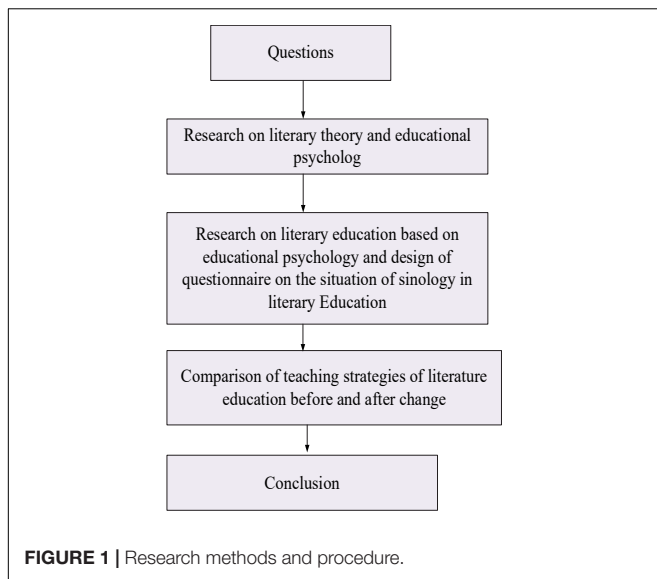 Questions
Research on literary theory and educational
psycholog
Research on literary education based on
educational psychology and design of
questionnaire on the situation of sinology in
literary Education
Comparison of teaching strategies of literature
education before and after change
Conclusion
FIGURE 1 | Research methods and procedure.